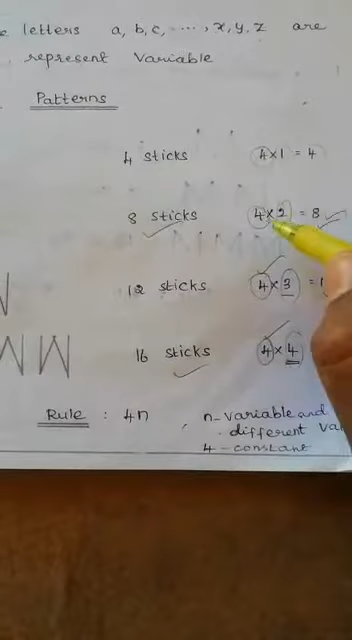 letters a, b, c, ....., x, y, z are
represent Variable
Patterns
4 sticks 4×1 = 4
8 sticks 4×2 = 8
12 sticks 4×3 =
16 sticks 4×4
Rule : 4n , n-variable and
different
4 - constant